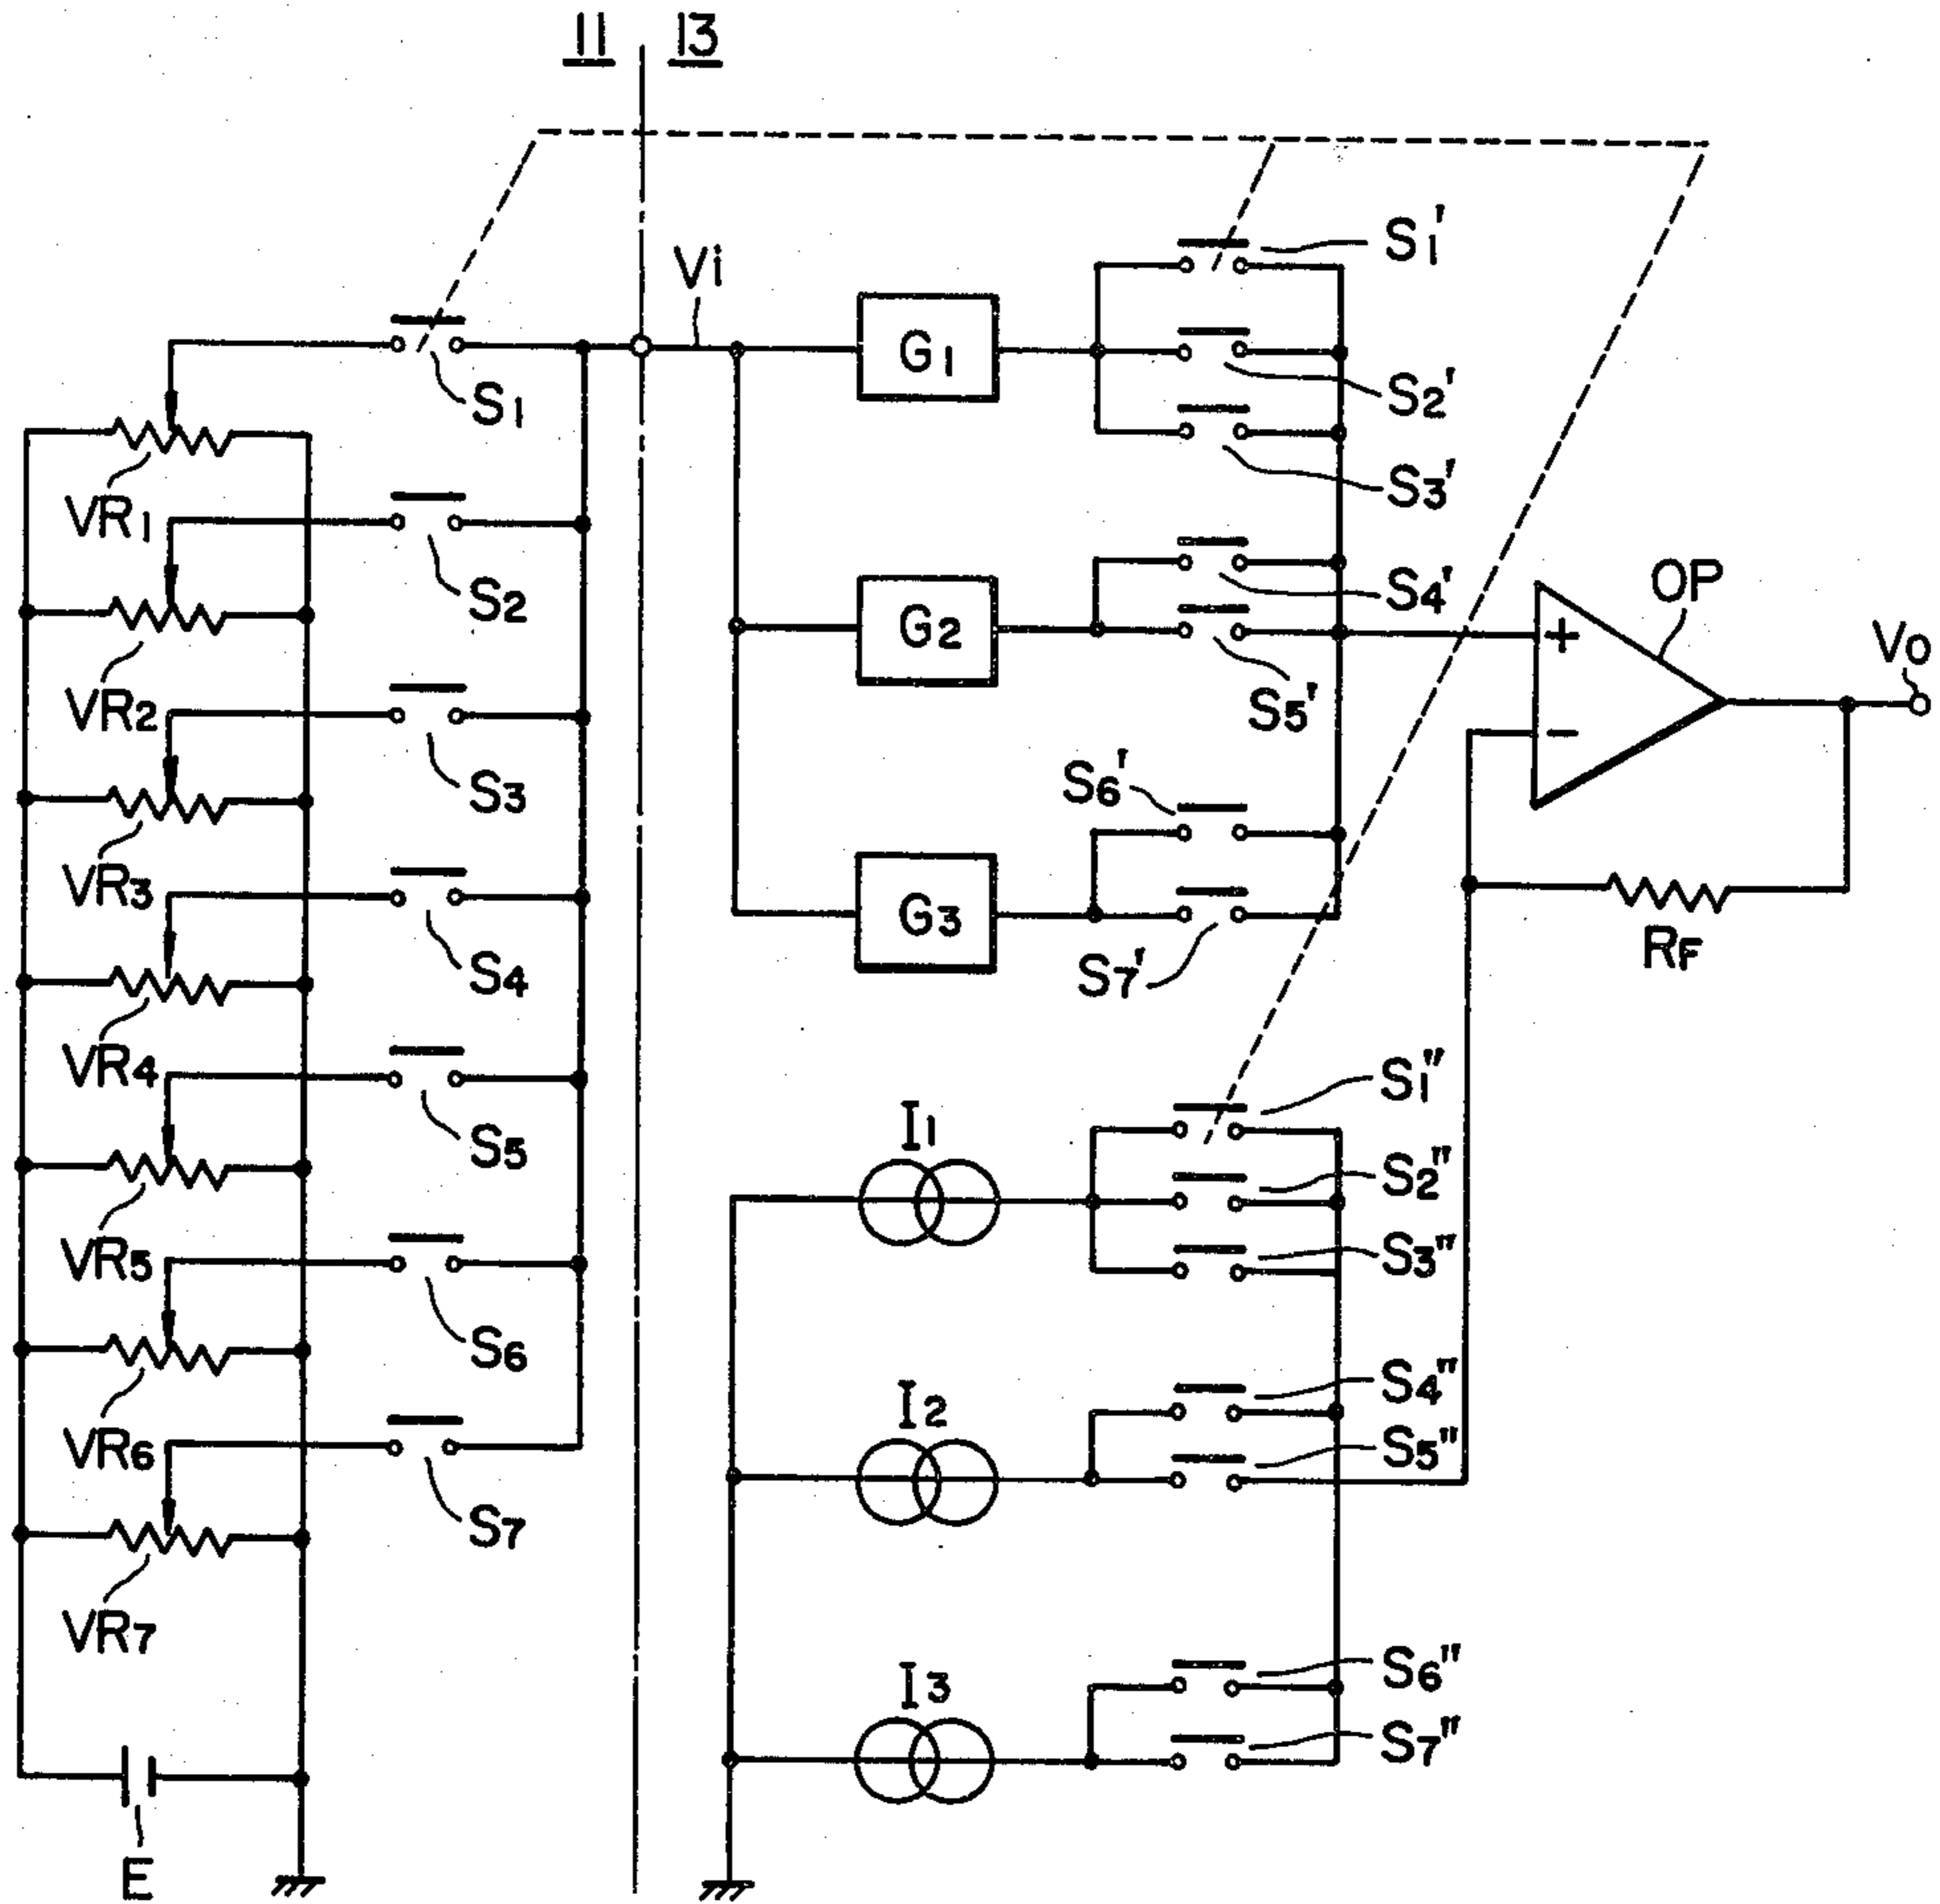 11 13
Vi
S1'
G1
S1
S2'
S3'
VR1
S2
G2
S4'
OP
S5'
+
−
Vo
VR2
S3
S6'
VR3
G3
S7'
RF
S4
VR4
S1"
I1
S5
S2"
S3"
VR5
S6
I2
S4"
S5"
VR6
S7
VR7
I3
S6"
S7"
E